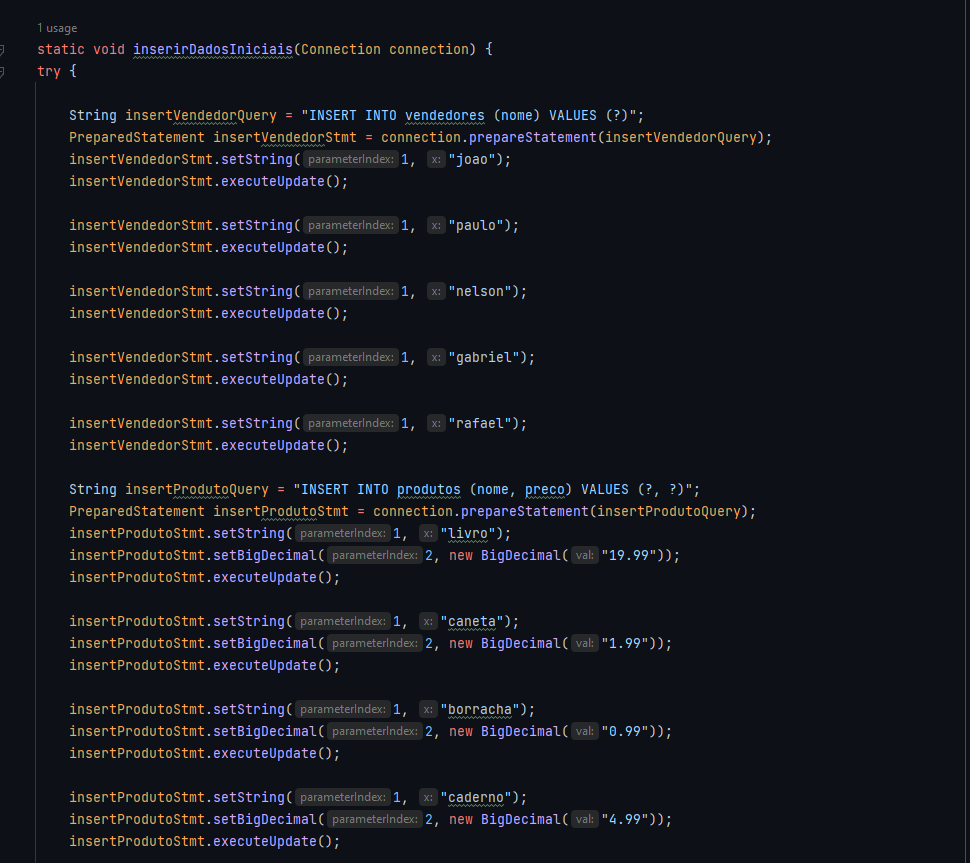 1 usage
static void inserirDadosIniciais(Connection connection) {
try {
String insertVendedorQuery = "INSERT INTO vendedores (nome) VALUES (?)";
PreparedStatement insertVendedorStmt = connection.prepareStatement(insertVendedorQuery);
insertVendedorStmt.setString( parameterIndex: 1, x: "joao");
insertVendedorStmt.executeUpdate();
insertVendedorStmt.setString( parameterIndex: 1, x: "paulo");
insertVendedorStmt.executeUpdate();
insertVendedorStmt.setString( parameterIndex: 1, x: "nelson");
insertVendedorStmt.executeUpdate();
insertVendedorStmt.setString( parameterIndex: 1, x: "gabriel");
insertVendedorStmt.executeUpdate();
insertVendedorStmt.setString( parameterIndex: 1, x: "rafael");
insertVendedorStmt.executeUpdate();
String insertProdutoQuery = "INSERT INTO produtos (nome, preco) VALUES (?, ?)";
PreparedStatement insertProdutoStmt = connection.prepareStatement(insertProdutoQuery);
insertProdutoStmt.setString( parameterIndex: 1, x: "livro");
insertProdutoStmt.setBigDecimal( parameterIndex: 2, new BigDecimal( val: "19.99"));
insertProdutoStmt.executeUpdate();
insertProdutoStmt.setString( parameterIndex: 1, x: "caneta");
insertProdutoStmt.setBigDecimal( parameterIndex: 2, new BigDecimal( val: "1.99"));
insertProdutoStmt.executeUpdate();
insertProdutoStmt.setString( parameterIndex: 1, x: "borracha");
insertProdutoStmt.setBigDecimal( parameterIndex: 2, new BigDecimal( val: "0.99"));
insertProdutoStmt.executeUpdate();
insertProdutoStmt.setString( parameterIndex: 1, x: "caderno");
insertProdutoStmt.setBigDecimal( parameterIndex: 2, new BigDecimal( val: "4.99"));
insertProdutoStmt.executeUpdate();